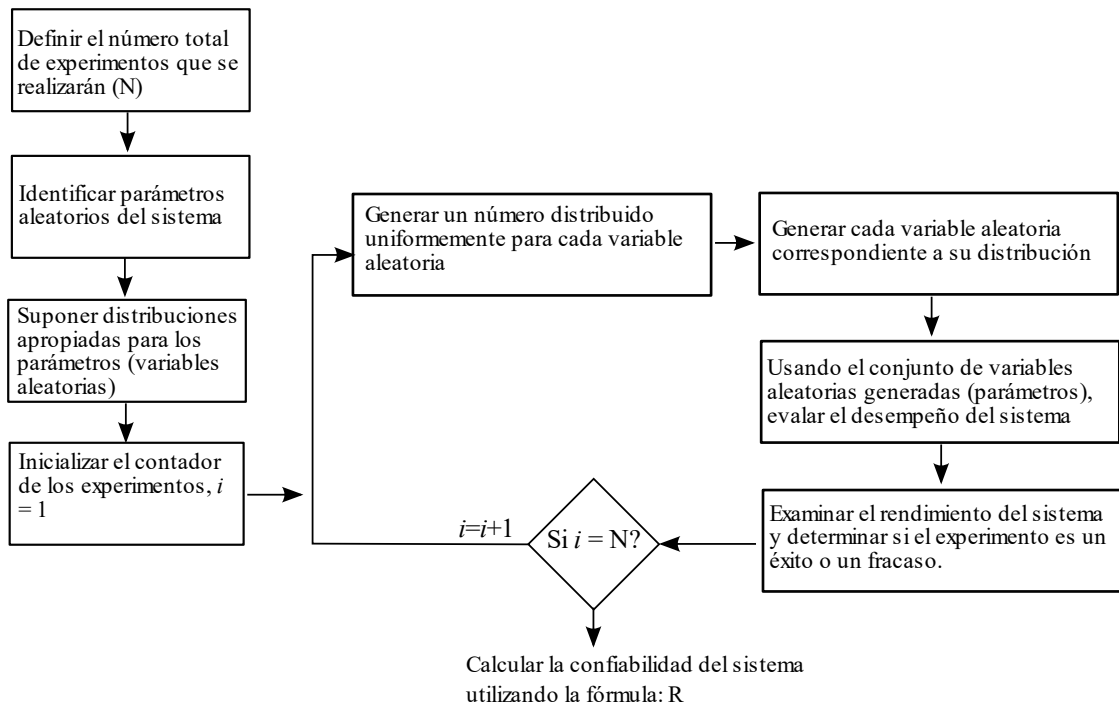 Definir el número total
de experimentos que se
realizarán (N)
Identificar parámetros
aleatorios del sistema
Suponer distribuciones
apropiadas para los
parámetros (variables
aleatorias)
Inicializar el contador
de los experimentos, i
= 1
Generar un número distribuido
uniformemente para cada variable
aleatoria
Generar cada variable aleatoria
correspondiente a su distribución
Usando el conjunto de variables
aleatorias generadas (parámetros),
evalar el desempeño del sistema
Examinar el rendimiento del sistema
y determinar si el experimento es un
éxito o un fracaso.
Si i = N?
i=i+1
Calcular la confiabilidad del sistema
utilizando la fórmula: R